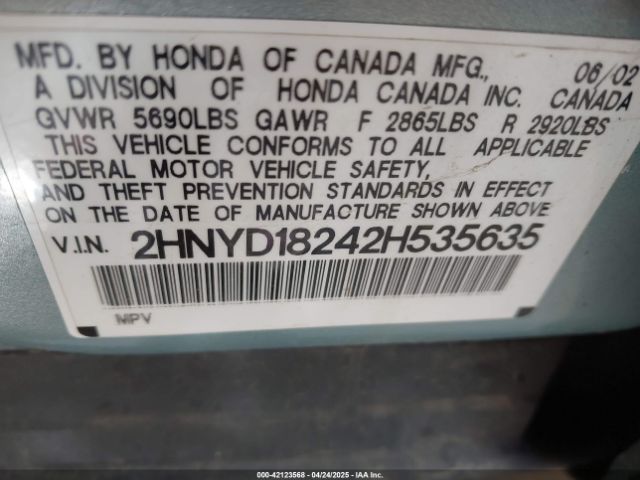 MFD. BY HONDA OF CANADA MFG., 06/02
A DIVISION OF HONDA CANADA INC. CANADA
GVWR 5690LBS GAWR F 2865LBS R 2920LBS
THIS VEHICLE CONFORMS TO ALL APPLICABLE
FEDERAL MOTOR VEHICLE SAFETY,
AND THEFT PREVENTION STANDARDS IN EFFECT
ON THE DATE OF MANUFACTURE SHOWN ABOVE
V.I.N. 2HNYD18242H535635
MPV
000-42123568 - 04/24/2025 - IAA Inc.